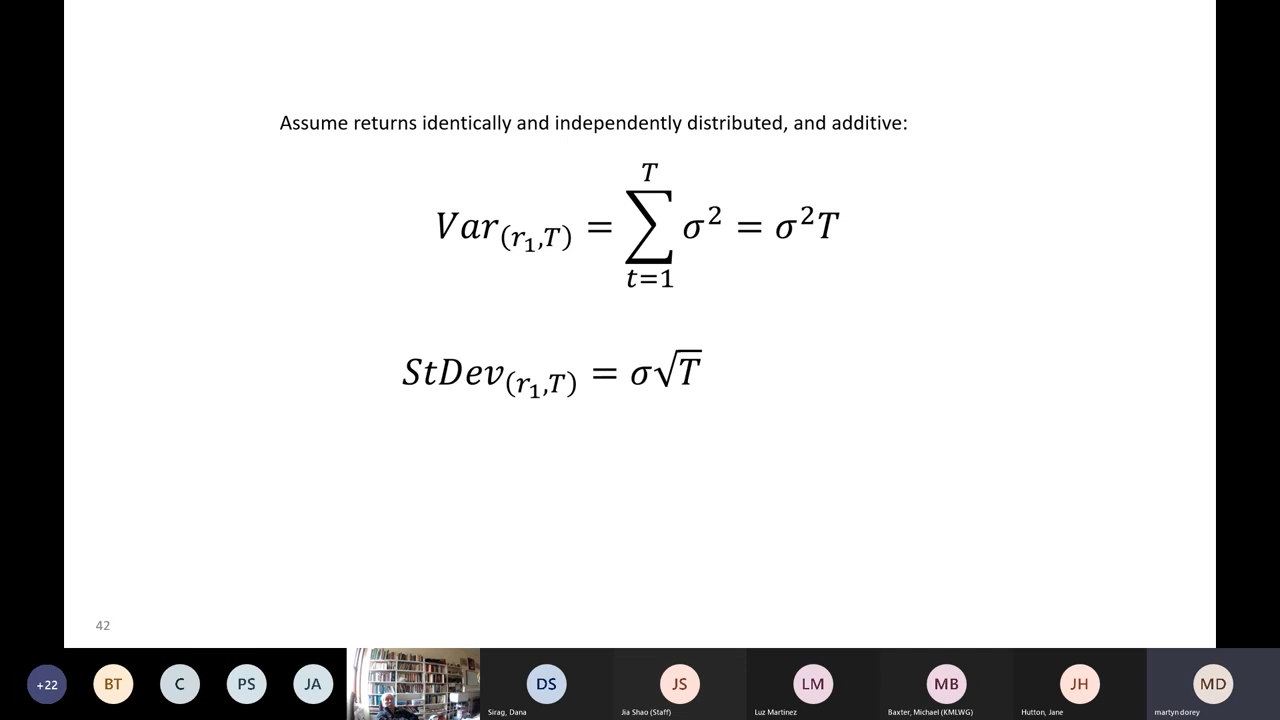 Assume returns identically and independently distributed, and additive:
T
Var(r₁,T) = ∑ σ² = σ²T
t=1
StDev(r₁,T) = σ√T
42
+22 BT C PS JA DS JS LM MB JH MD
Sirag, Dana Jia Shao (Staff) Luz Martinez Baxter, Michael (KMLWG) Hutton, Jane martyn dorey